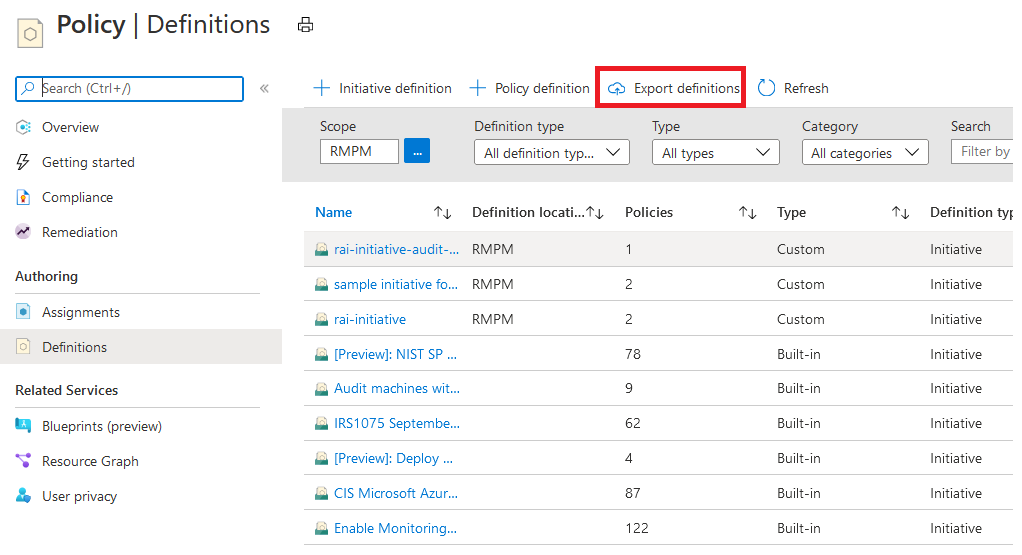 Policy | Definitions
Search (Ctrl+/)
«
Overview
Getting started
Compliance
Remediation
Authoring
Assignments
Definitions
Related Services
Blueprints (preview)
Resource Graph
User privacy
+ Initiative definition + Policy definition Export definitions Refresh
Scope Definition type Type Category Search
RMPM ... All definition typ... All types All categories Filter by
Name ↑↓ Definition locati...↑↓ Policies ↑↓ Type ↑↓ Definition typ
rai-initiative-audit-... RMPM 1 Custom Initiative
sample initiative fo... RMPM 2 Custom Initiative
rai-initiative RMPM 2 Custom Initiative
[Preview]: NIST SP ... 78 Built-in Initiative
Audit machines wit... 9 Built-in Initiative
IRS1075 Septembe... 62 Built-in Initiative
[Preview]: Deploy ... 4 Built-in Initiative
CIS Microsoft Azur... 87 Built-in Initiative
Enable Monitoring... 122 Built-in Initiative